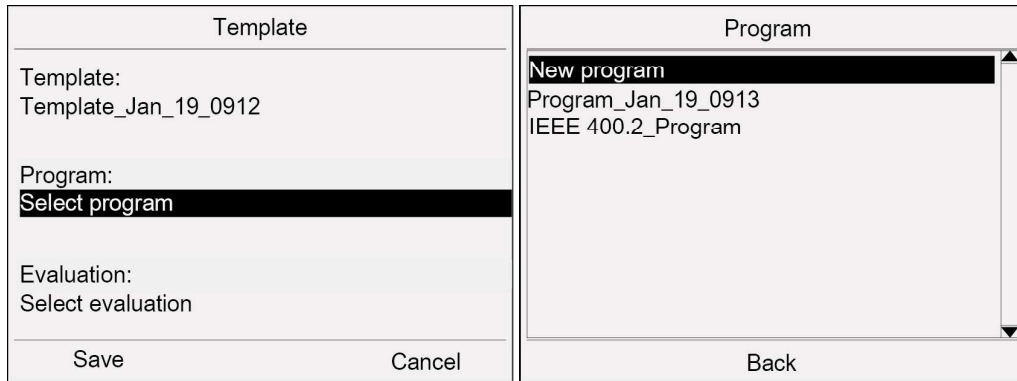 Template
Template:
Template_Jan_19_0912
Program:
Select program
Evaluation:
Select evaluation
Save
Cancel
Program
New program
Program_Jan_19_0913
IEEE 400.2_Program
Back